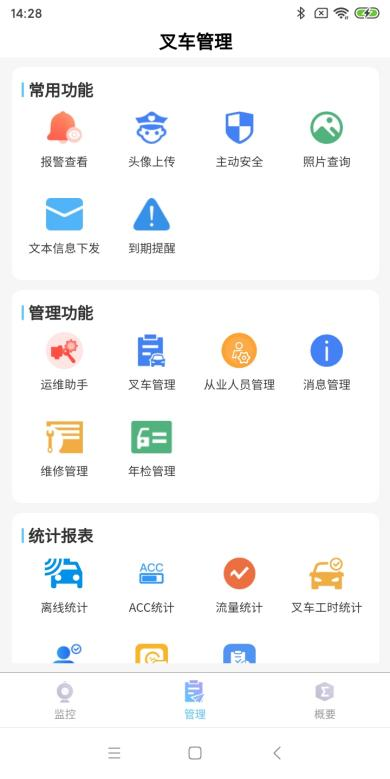 14:28
叉车管理
常用功能
报警查看 头像上传 主动安全 照片查询
文本信息下发 到期提醒
管理功能
运维助手 叉车管理 从业人员管理 消息管理
维修管理 年检管理
统计报表
ACC
离线统计 ACC统计 流量统计 叉车工时统计
监控 管理 概要